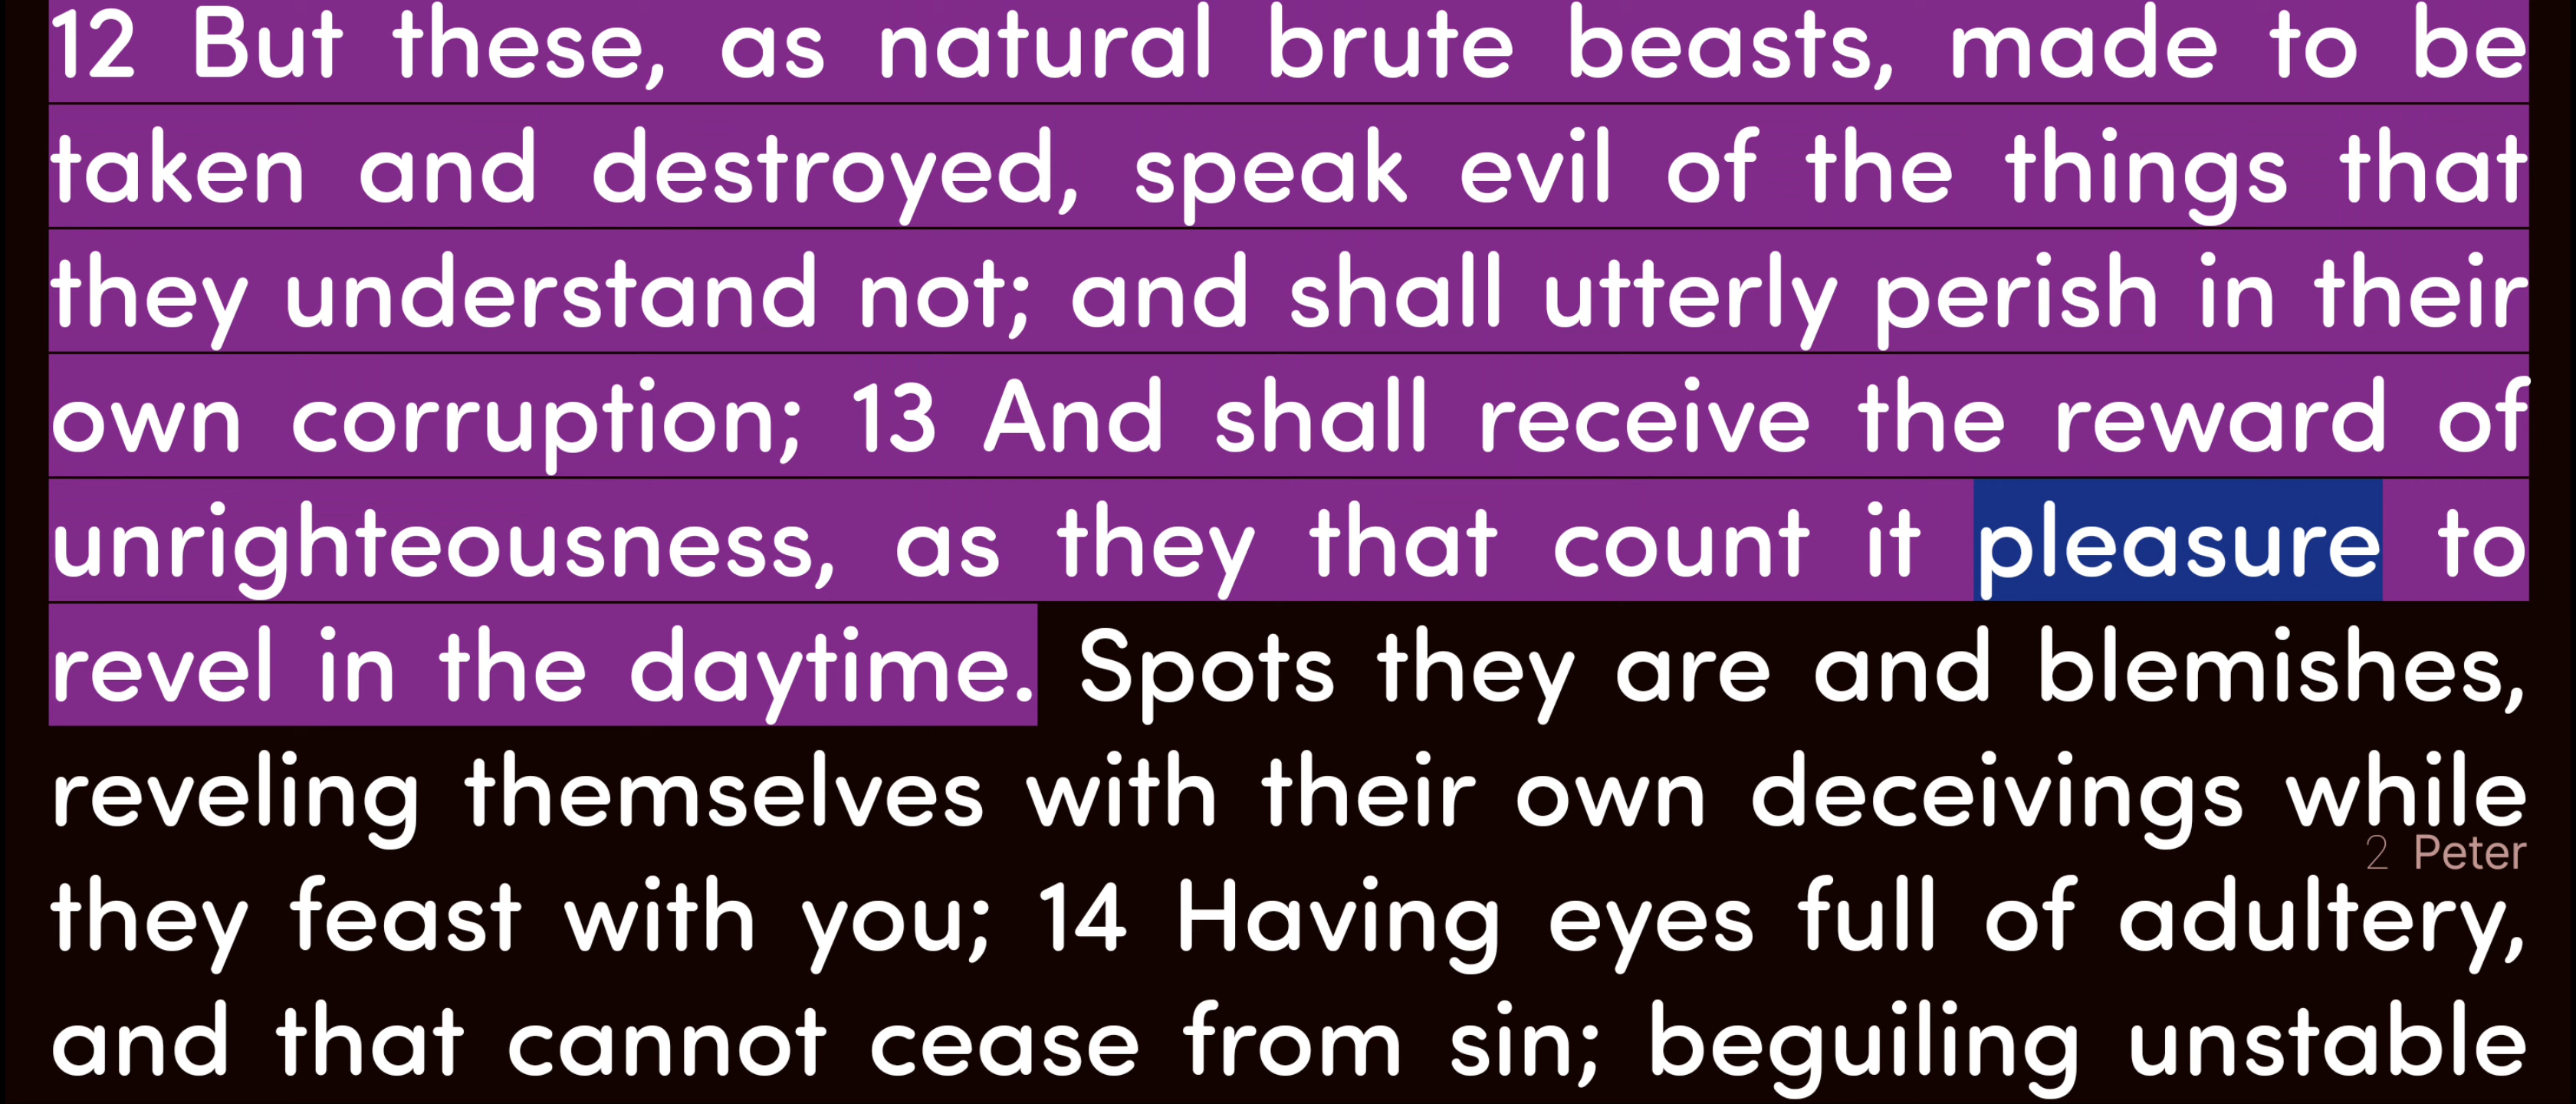 12 But these, as natural brute beasts, made to be
taken and destroyed, speak evil of the things that
they understand not; and shall utterly perish in their
own corruption; 13 And shall receive the reward of
unrighteousness, as they that count it pleasure to
revel in the daytime. Spots they are and blemishes,
reveling themselves with their own deceivings while
2 Peter
they feast with you; 14 Having eyes full of adultery,
and that cannot cease from sin; beguiling unstable